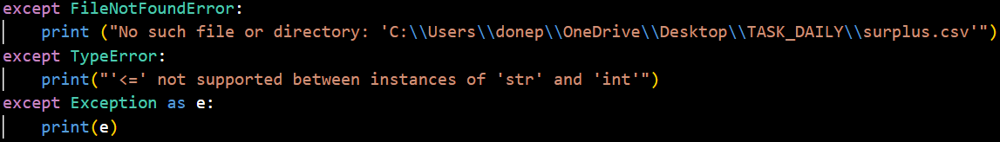 except FileNotFoundError:
    print ("No such file or directory: 'C:\\Users\\donep\\OneDrive\\Desktop\\TASK_DAILY\\surplus.csv'")
except TypeError:
    print("'<=' not supported between instances of 'str' and 'int'")
except Exception as e:
    print(e)